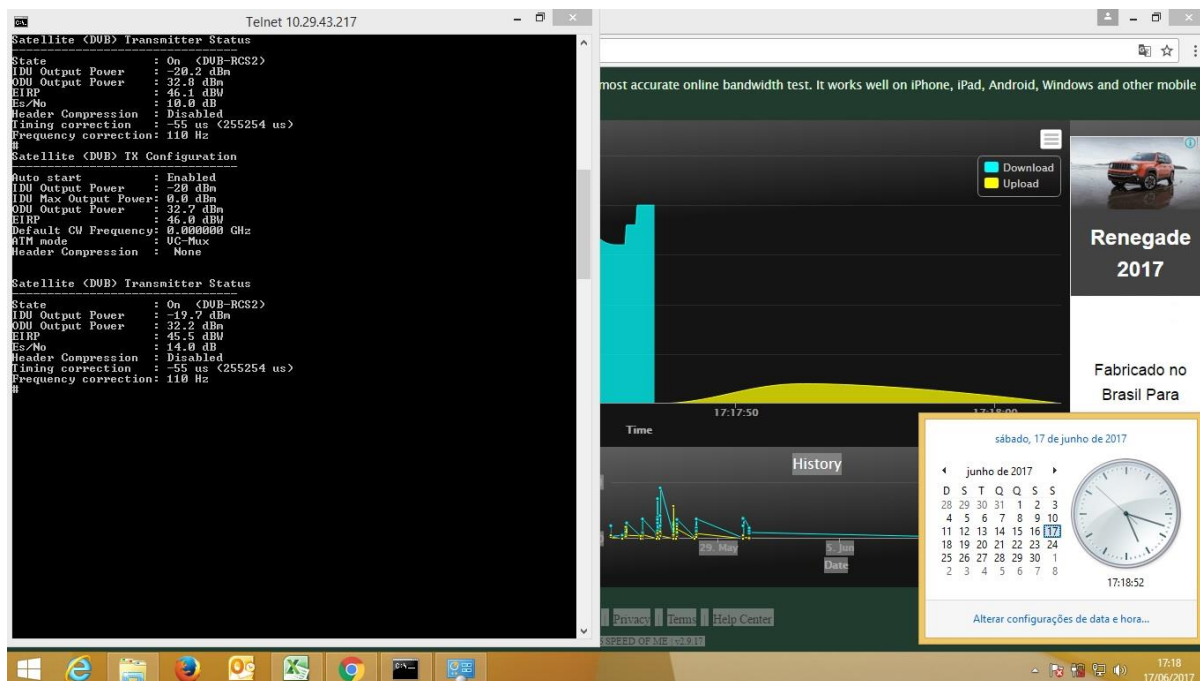 Telnet 10.29.43.217
Satellite (DVB) Transmitter Status
State : On (DVB-RCS2)
IDU Output Power : -20.2 dBm
ODU Output Power : 32.8 dBm
EIRP : 46.1 dBW
Es/No : 10.0 dB
Header Compression : Disabled
Timing correction : -55 us (255254 us)
Frequency correction: 110 Hz
#
Satellite (DVB) TX Configuration
Auto start : Enabled
IDU Output Power : -20 dBm
IDU Max Output Power: 0.0 dBm
ODU Output Power : 32.7 dBm
EIRP : 46.0 dBW
Default CW Frequency: 0.000000 GHz
ATM mode : VC-Mux
Header Compression : None
Satellite (DVB) Transmitter Status
State : On (DVB-RCS2)
IDU Output Power : -19.7 dBm
ODU Output Power : 32.2 dBm
EIRP : 45.5 dBW
Es/No : 14.0 dB
Header Compression : Disabled
Timing correction : -55 us (255254 us)
Frequency correction: 110 Hz
#
most accurate online bandwidth test. It works well on iPhone, iPad, Android, Windows and other mobile
Download
Upload
17:17:50
17:18:00
Time
History
29. May
5. Jun
Date
Privacy || Terms || Help Center
SPEED OF ME | v2.9.17
Renegade
2017
Fabricado no
Brasil Para
sábado, 17 de junho de 2017
junho de 2017
D S T Q Q S S
28 29 30 31 1 2 3
4 5 6 7 8 9 10
11 12 13 14 15 16 17
18 19 20 21 22 23 24
25 26 27 28 29 30 1
2 3 4 5 6 7 8
17:18:52
Alterar configurações de data e hora...
17:18
17/06/2017